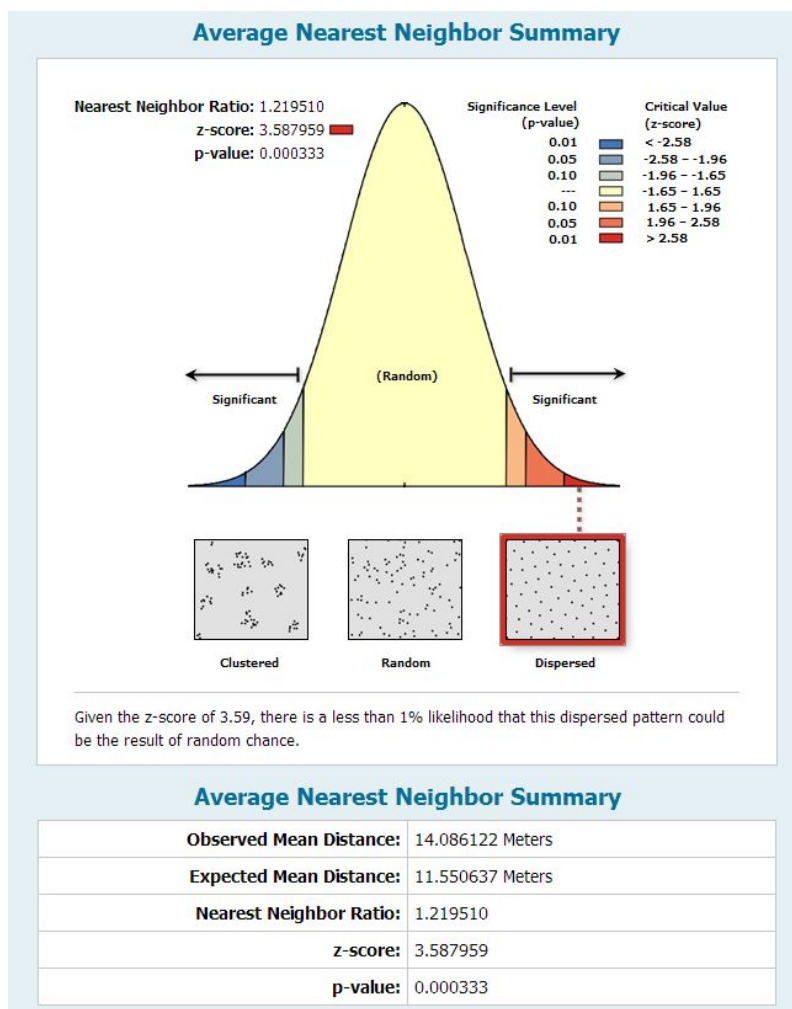 Average Nearest Neighbor Summary
Nearest Neighbor Ratio: 1.219510
z-score: 3.587959
p-value: 0.000333
Significance Level
(p-value)
Critical Value
(z-score)
0.01 < -2.58
0.05 -2.58 – -1.96
0.10 -1.96 – -1.65
--- -1.65 – 1.65
0.10 1.65 – 1.96
0.05 1.96 – 2.58
0.01 > 2.58
Significant
(Random)
Significant
Clustered
Random
Dispersed
Given the z-score of 3.59, there is a less than 1% likelihood that this dispersed pattern could
be the result of random chance.
Average Nearest Neighbor Summary
Observed Mean Distance: 14.086122 Meters
Expected Mean Distance: 11.550637 Meters
Nearest Neighbor Ratio: 1.219510
z-score: 3.587959
p-value: 0.000333